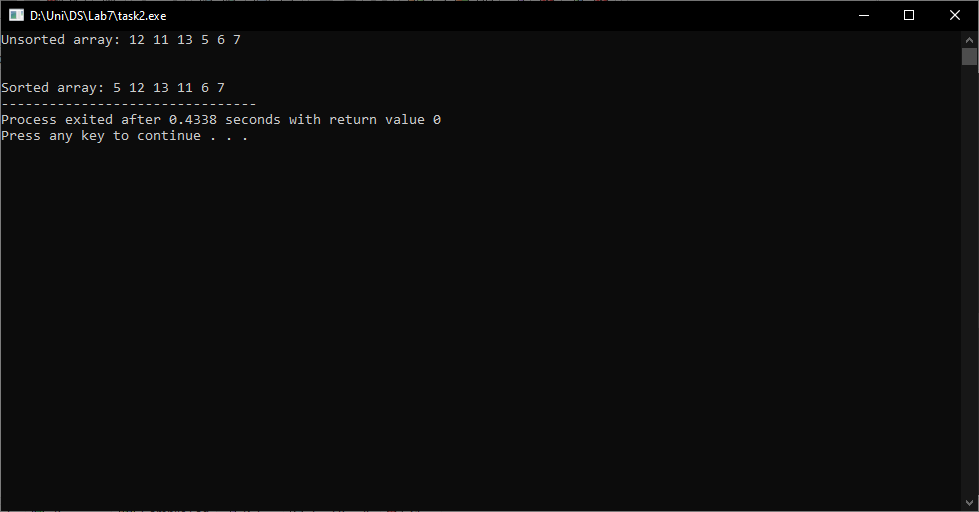 D:\Uni\DS\Lab7\task2.exe
Unsorted array: 12 11 13 5 6 7
Sorted array: 5 12 13 11 6 7
--------------------------------
Process exited after 0.4338 seconds with return value 0
Press any key to continue . . .